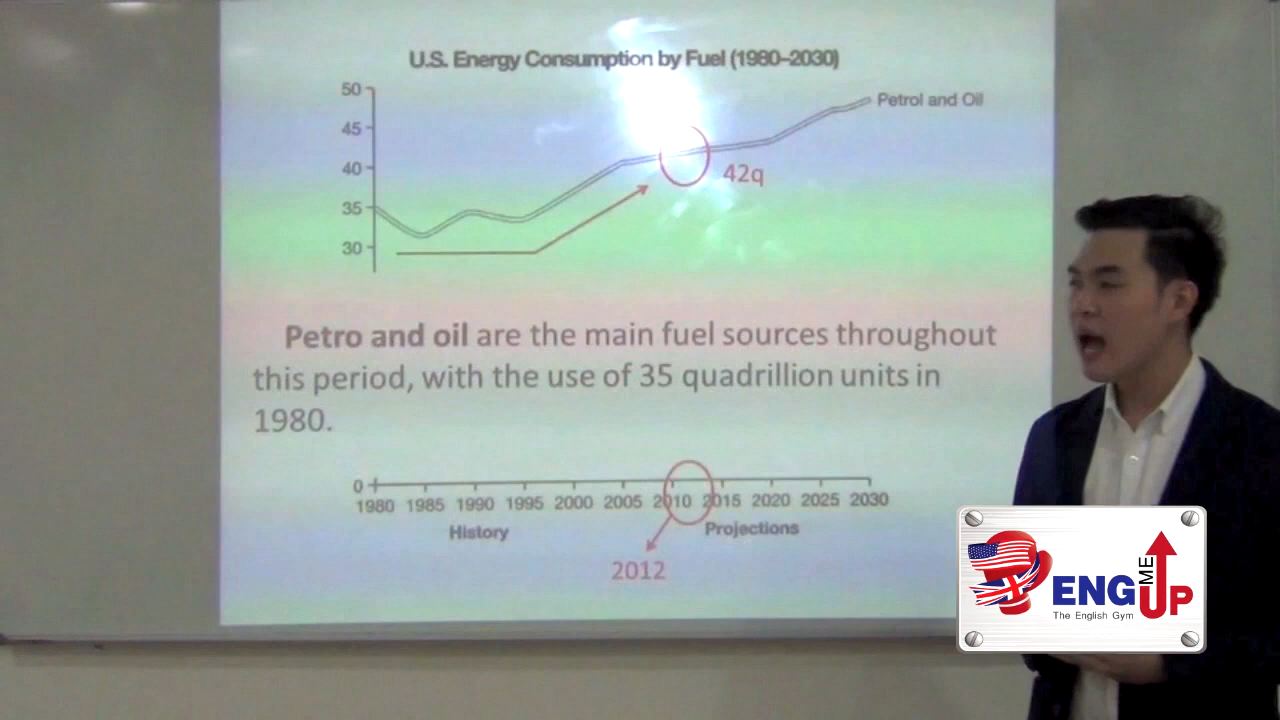 U.S. Energy Consumption by Fuel (1980–2030)
50
Petrol and Oil
45
40
42q
35
30
Petro and oil are the main fuel sources throughout
this period, with the use of 35 quadrillion units in
1980.
0
1980 1985 1990 1995 2000 2005 2010 2015 2020 2025 2030
History Projections
2012
ENG ME UP
The English Gym